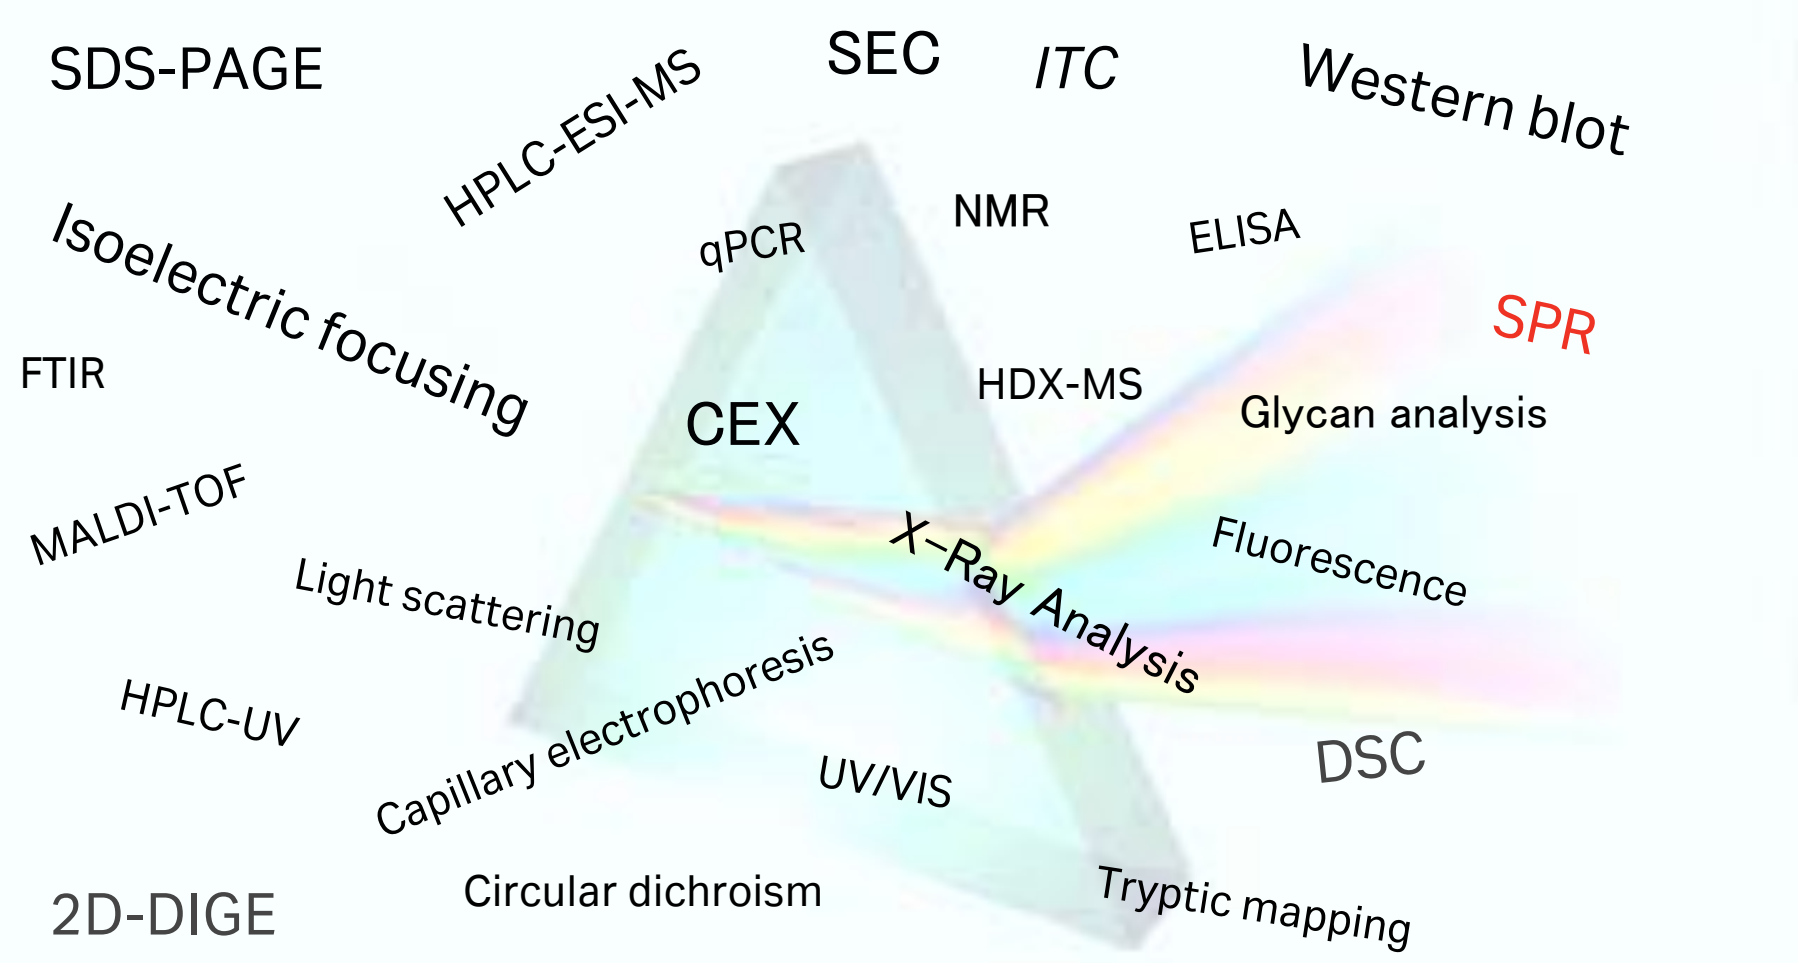 SDS-PAGE
HPLC-ESI-MS
SEC
ITC
Western blot
Isoelectric focusing
qPCR
NMR
ELISA
SPR
FTIR
CEX
HDX-MS
Glycan analysis
MALDI-TOF
Light scattering
X-Ray Analysis
Fluorescence
HPLC-UV
Capillary electrophoresis
UV/VIS
DSC
2D-DIGE
Circular dichroism
Tryptic mapping